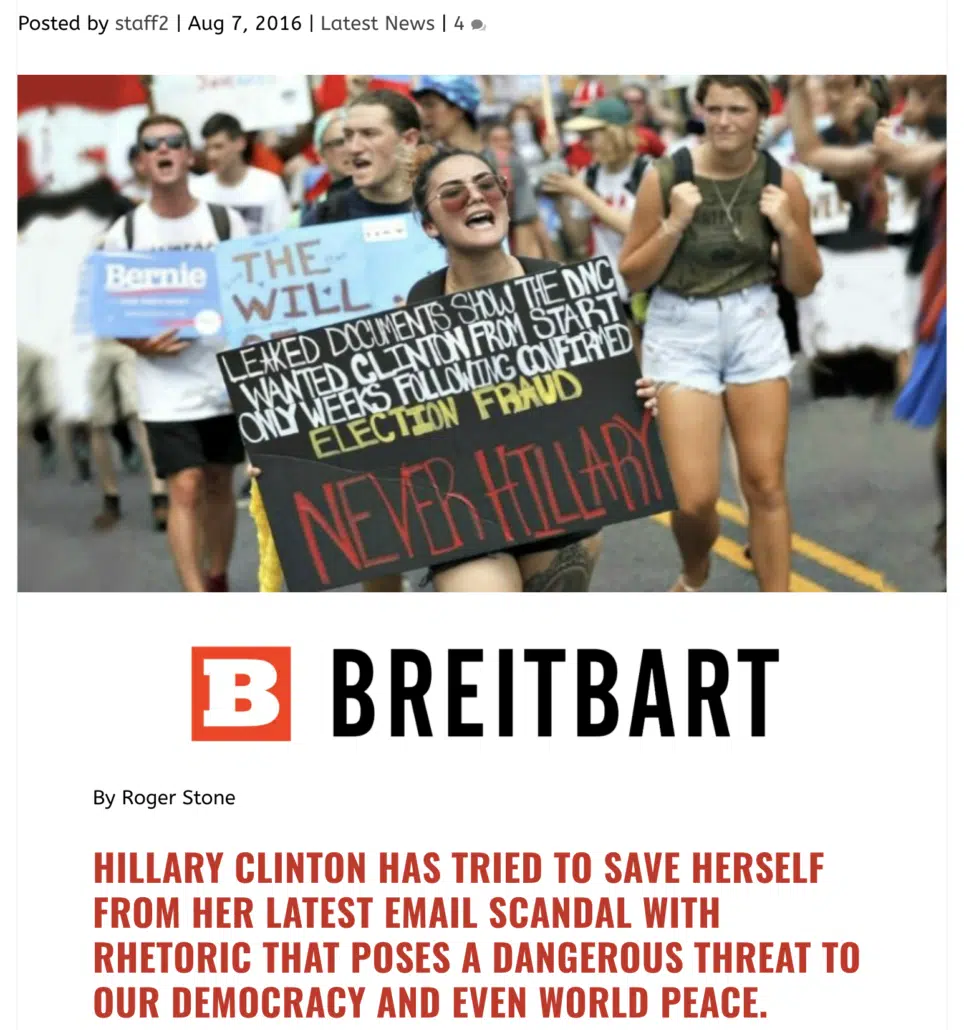 Posted by staff2 | Aug 7, 2016 | Latest News | 4
Bernie
THE
WILL
LEAKED DOCUMENTS SHOW THE DNC
WANTED CLINTON FROM START
ONLY WEEKS FOLLOWING CONFIRMED
ELECTION FRAUD
NEVER HILLARY
B BREITBART
By Roger Stone
HILLARY CLINTON HAS TRIED TO SAVE HERSELF
FROM HER LATEST EMAIL SCANDAL WITH
RHETORIC THAT POSES A DANGEROUS THREAT TO
OUR DEMOCRACY AND EVEN WORLD PEACE.